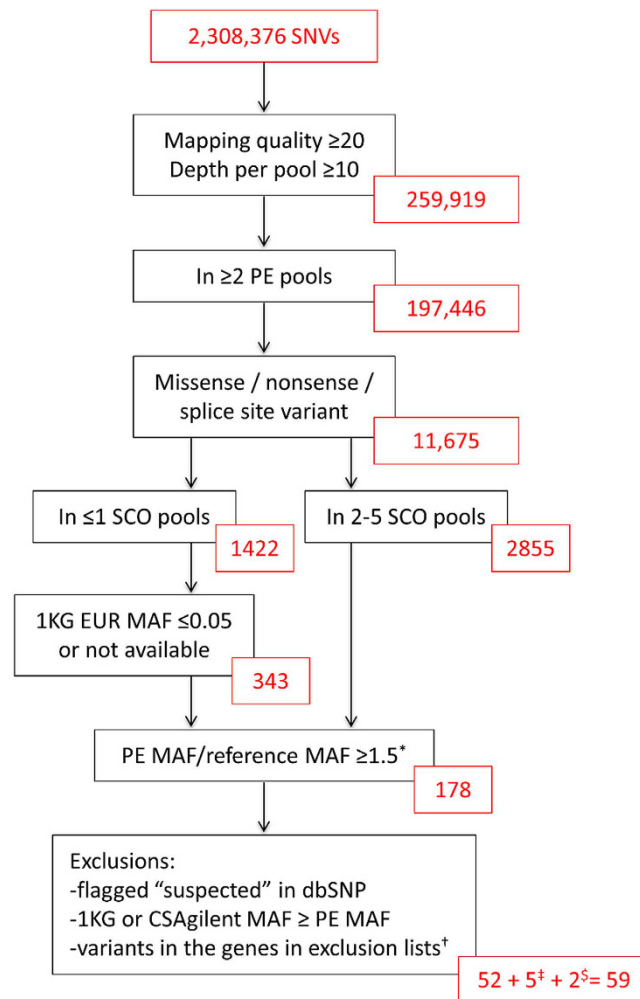 2,308,376 SNVs
Mapping quality ≥20
Depth per pool ≥10
259,919
In ≥2 PE pools
197,446
Missense / nonsense /
splice site variant
11,675
In ≤1 SCO pools
1422
In 2-5 SCO pools
2855
1KG EUR MAF ≤0.05
or not available
343
PE MAF/reference MAF ≥1.5*
178
Exclusions:
-flagged “suspected” in dbSNP
-1KG or CSAgilent MAF ≥ PE MAF
-variants in the genes in exclusion lists†
52 + 5‡ + 2$= 59